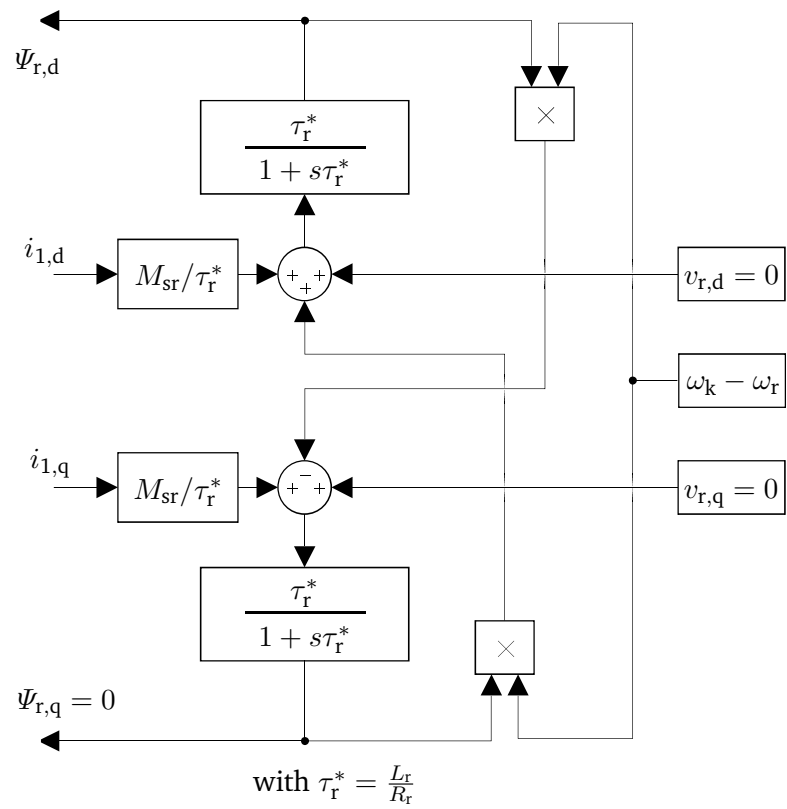 Ψr,d
×
τr*
1 + sτr*
i1,d
Msr/τr*
+ + +
vr,d = 0
ωk − ωr
i1,q
Msr/τr*
−
+ +
vr,q = 0
τr*
1 + sτr*
×
Ψr,q = 0
with τr* = Lr/Rr